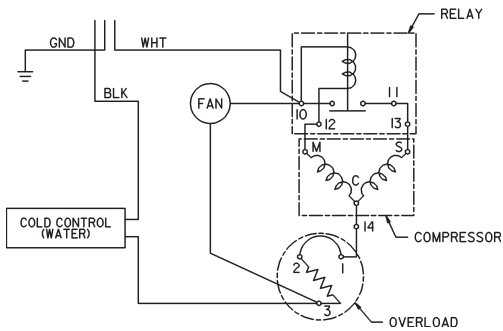 RELAY
GND
WHT
BLK
FAN
10
11
12
13
M
S
C
COLD CONTROL
(WATER)
14
COMPRESSOR
2
1
3
OVERLOAD